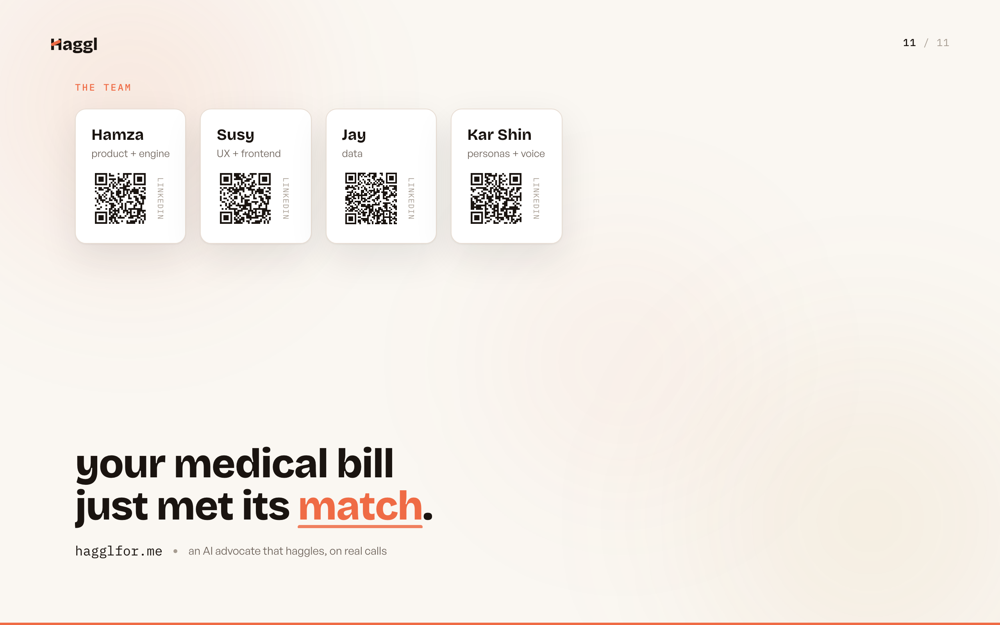 Haggl
11 / 11
THE TEAM
Hamza
product + engine
LINKEDIN
Susy
UX + frontend
LINKEDIN
Jay
data
LINKEDIN
Kar Shin
personas + voice
LINKEDIN
your medical bill
just met its match.
hagglfor.me • an AI advocate that haggles, on real calls